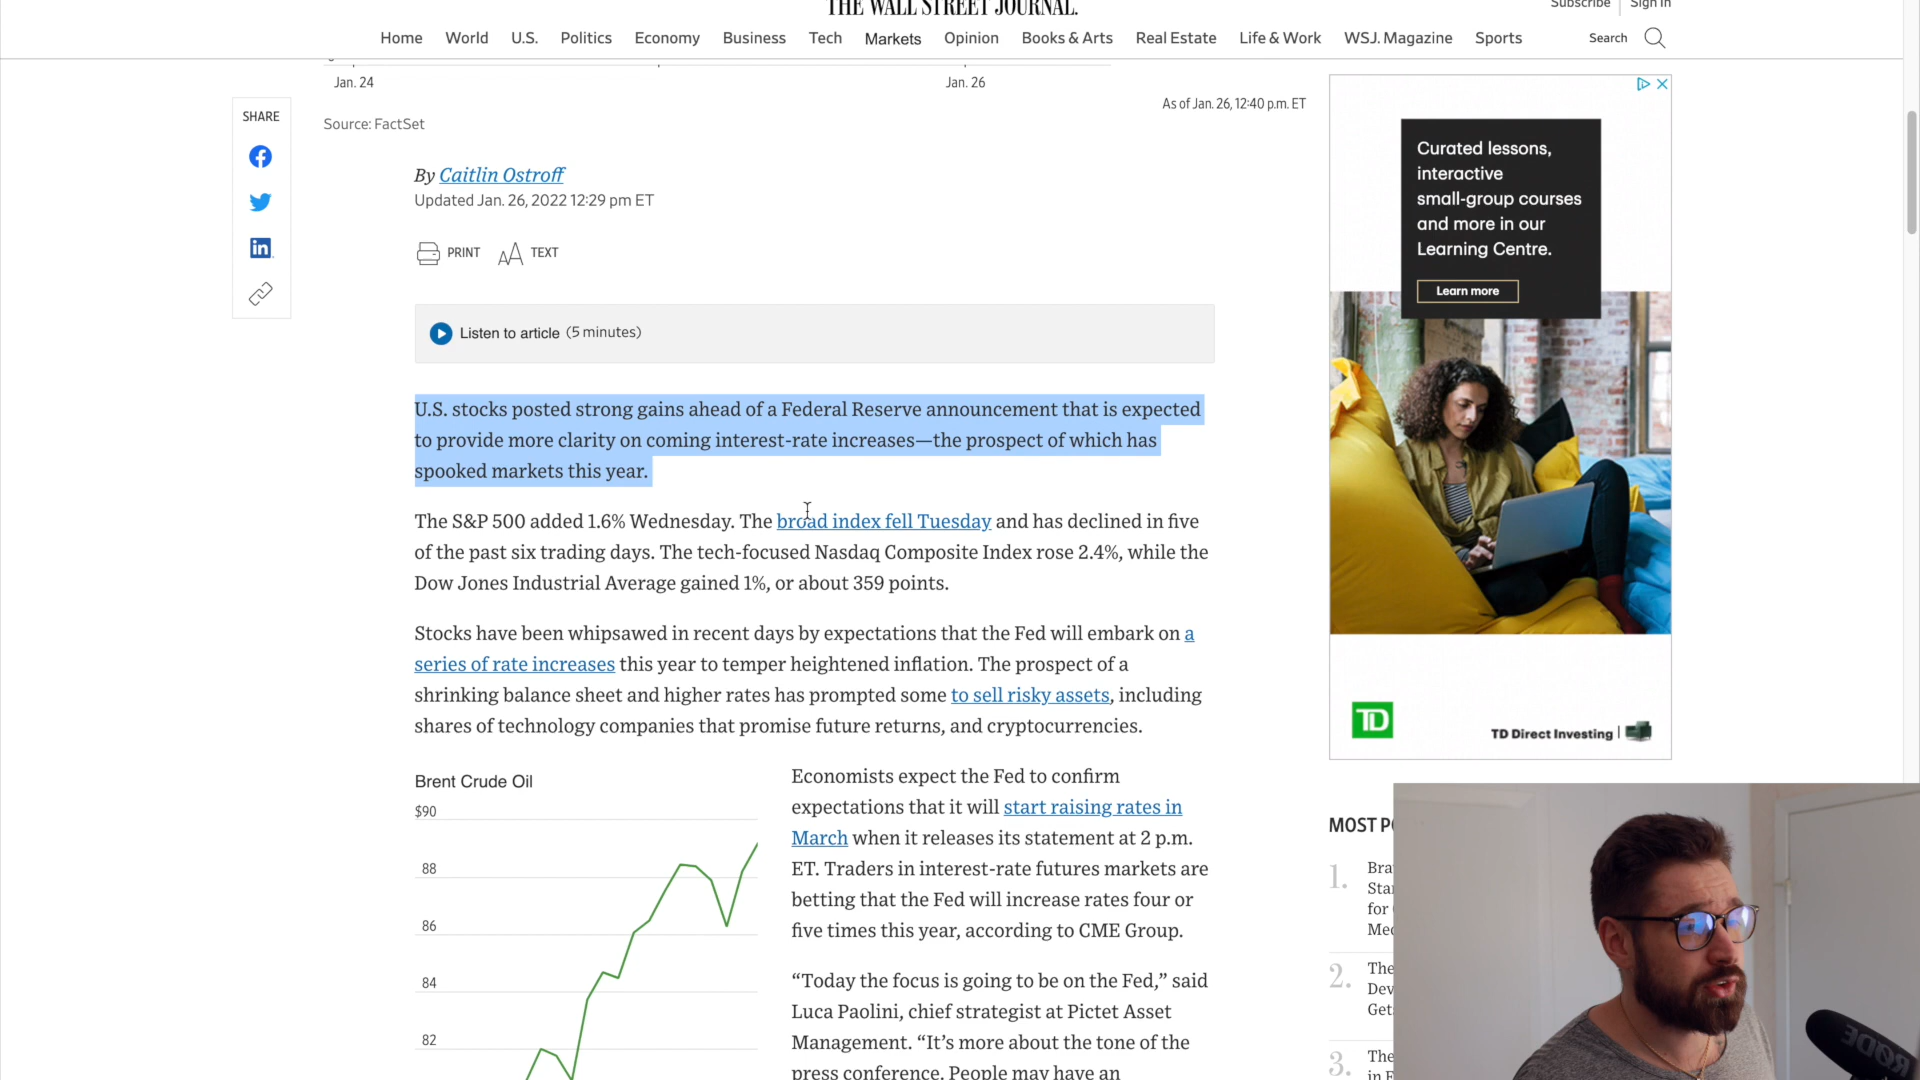 THE WALL STREET JOURNAL.
Subscribe
Sign In
Home
World
U.S.
Politics
Economy
Business
Tech
Markets
Opinion
Books & Arts
Real Estate
Life & Work
WSJ. Magazine
Sports
Search
Jan. 24
Jan. 26
As of Jan. 26, 12:40 p.m. ET
Source: FactSet
SHARE
By Caitlin Ostroff
Updated Jan. 26, 2022 12:29 pm ET
PRINT
TEXT
Listen to article (5 minutes)
U.S. stocks posted strong gains ahead of a Federal Reserve announcement that is expected
to provide more clarity on coming interest-rate increases—the prospect of which has
spooked markets this year.
The S&P 500 added 1.6% Wednesday. The broad index fell Tuesday and has declined in five
of the past six trading days. The tech-focused Nasdaq Composite Index rose 2.4%, while the
Dow Jones Industrial Average gained 1%, or about 359 points.
Stocks have been whipsawed in recent days by expectations that the Fed will embark on a
series of rate increases this year to temper heightened inflation. The prospect of a
shrinking balance sheet and higher rates has prompted some to sell risky assets, including
shares of technology companies that promise future returns, and cryptocurrencies.
Brent Crude Oil
$90
88
86
84
82
Economists expect the Fed to confirm
expectations that it will start raising rates in
March when it releases its statement at 2 p.m.
ET. Traders in interest-rate futures markets are
betting that the Fed will increase rates four or
five times this year, according to CME Group.
“Today the focus is going to be on the Fed,” said
Luca Paolini, chief strategist at Pictet Asset
Management. “It’s more about the tone of the
press conference. People may have an
Curated lessons,
interactive
small-group courses
and more in our
Learning Centre.
Learn more
TD
TD Direct Investing
MOST
1.
for
2.
The
3.
The
in
RØDE